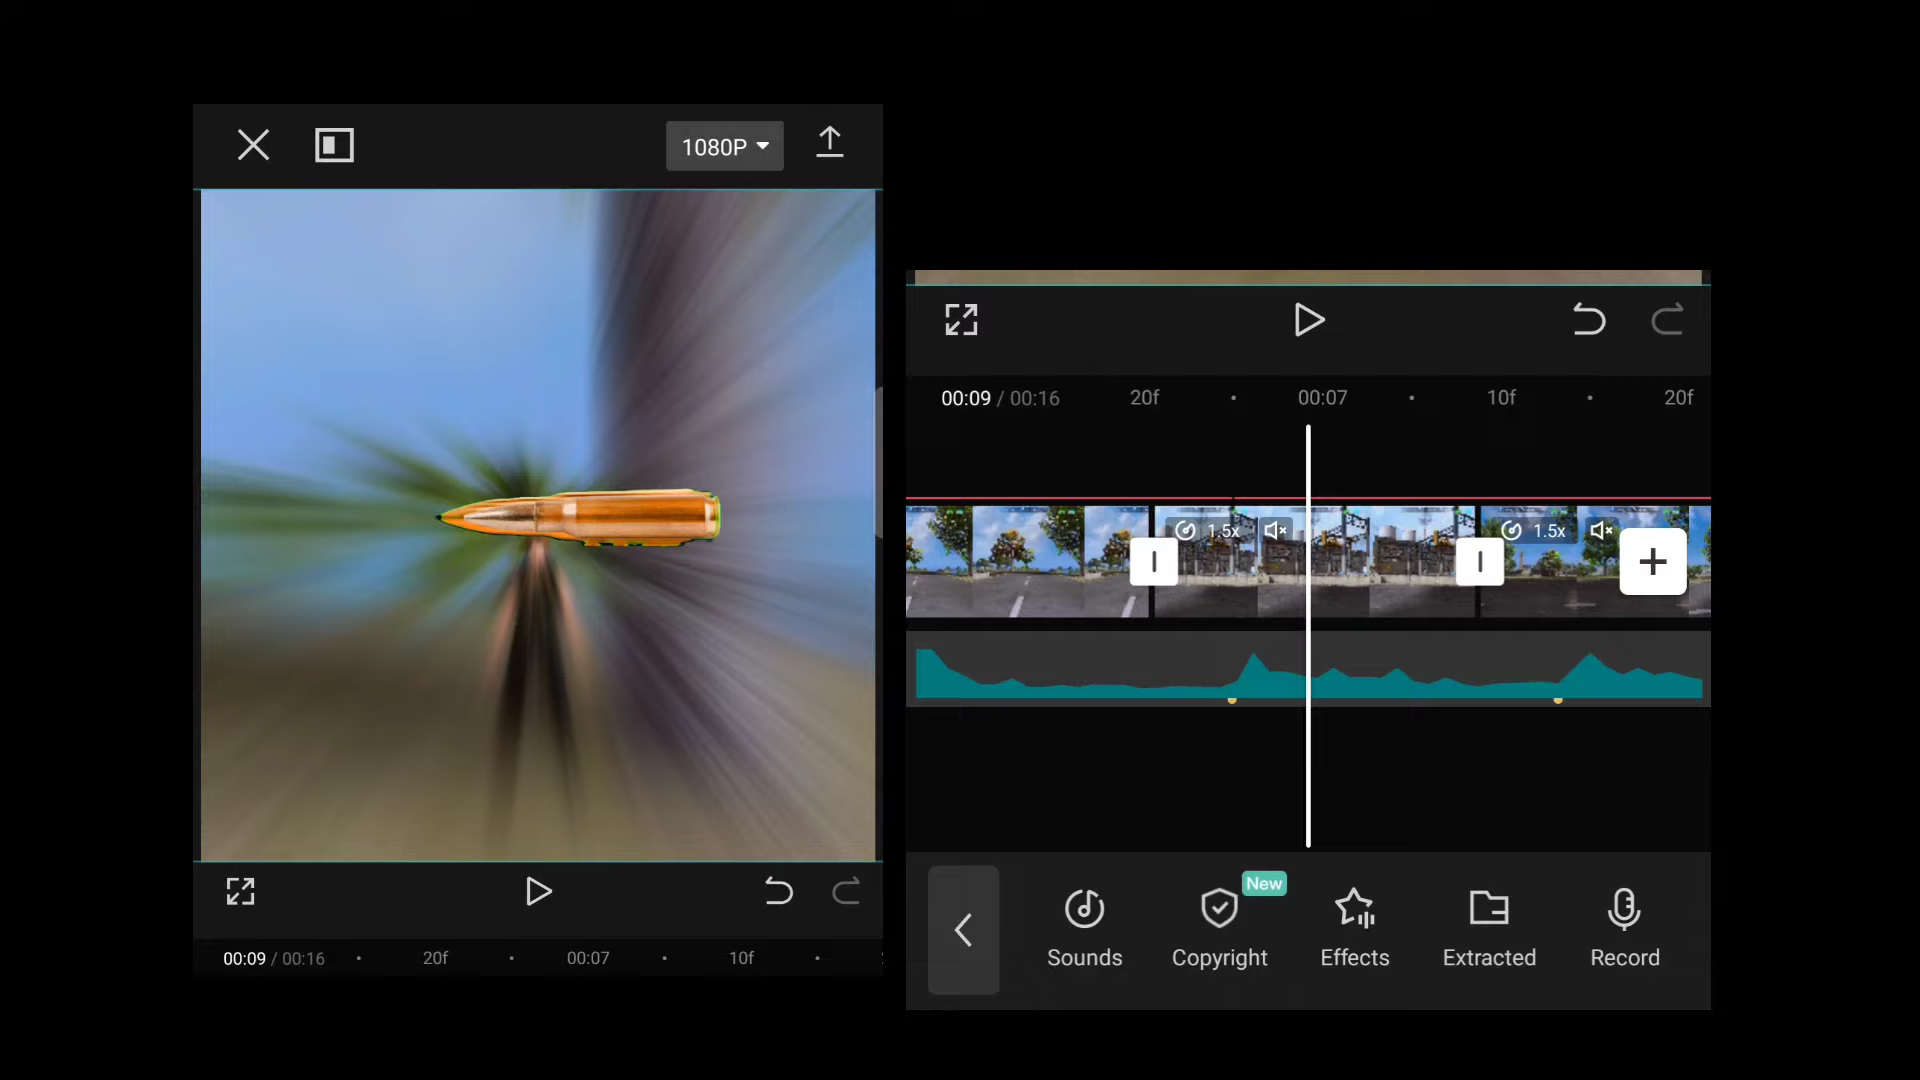 1080P
00:09 / 00:16 20f 00:07 10f
00:09 / 00:16 20f 00:07 10f 20f
1.5x 1.5x
New
Sounds Copyright Effects Extracted Record